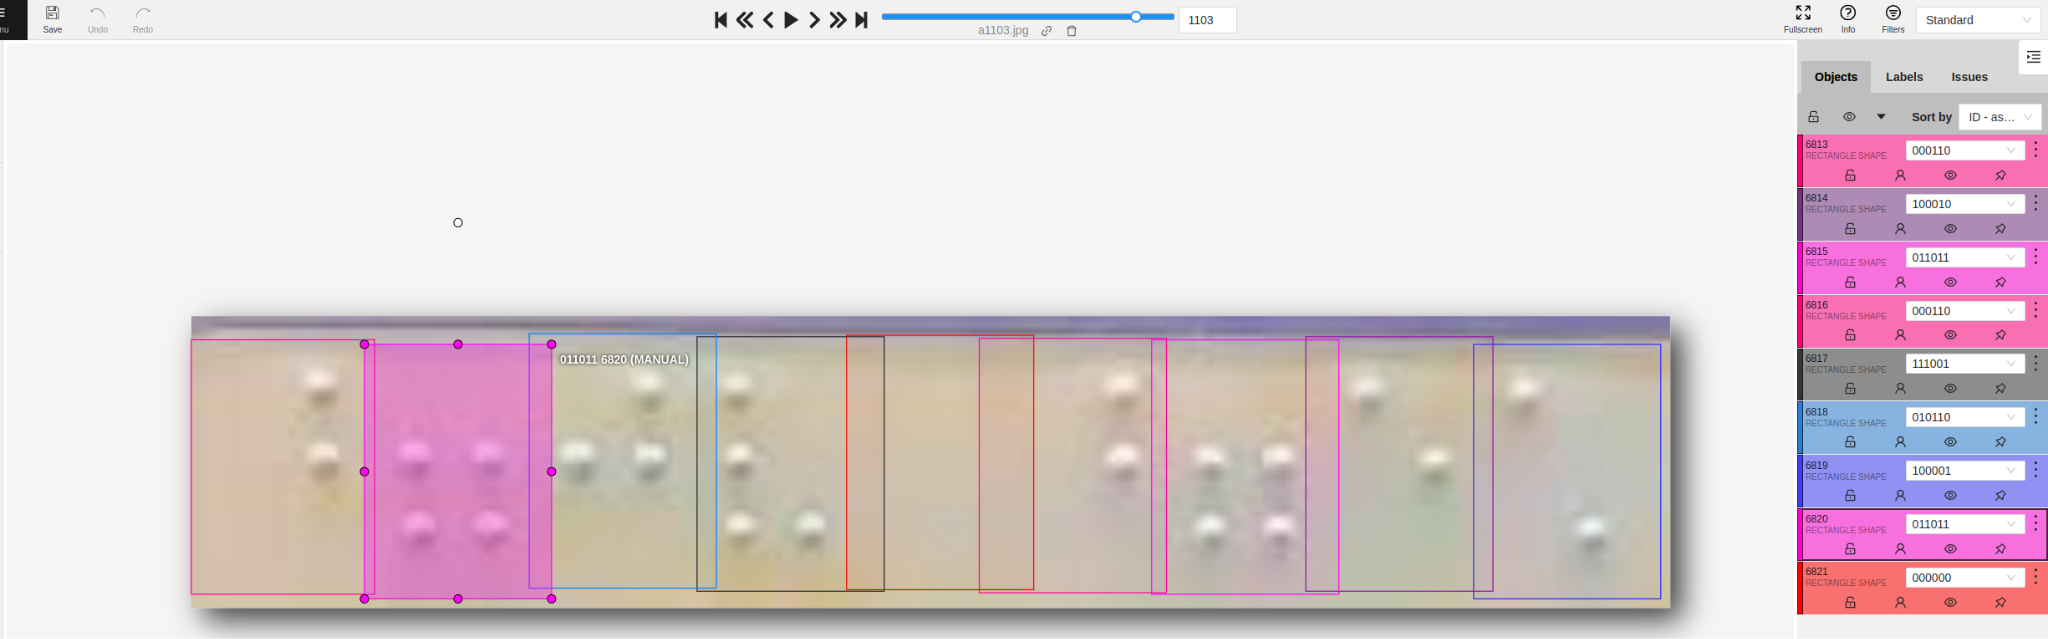 nu
Save
Undo
Redo
a1103.jpg
1103
Fullscreen
Info
Filters
Standard
Objects
Labels
Issues
Sort by
ID - as...
6813
RECTANGLE SHAPE
000110
6814
RECTANGLE SHAPE
100010
6815
RECTANGLE SHAPE
011011
6816
RECTANGLE SHAPE
000110
6817
RECTANGLE SHAPE
111001
6818
RECTANGLE SHAPE
010110
6819
RECTANGLE SHAPE
100001
6820
RECTANGLE SHAPE
011011
6821
RECTANGLE SHAPE
000000
011011 6820 (MANUAL)